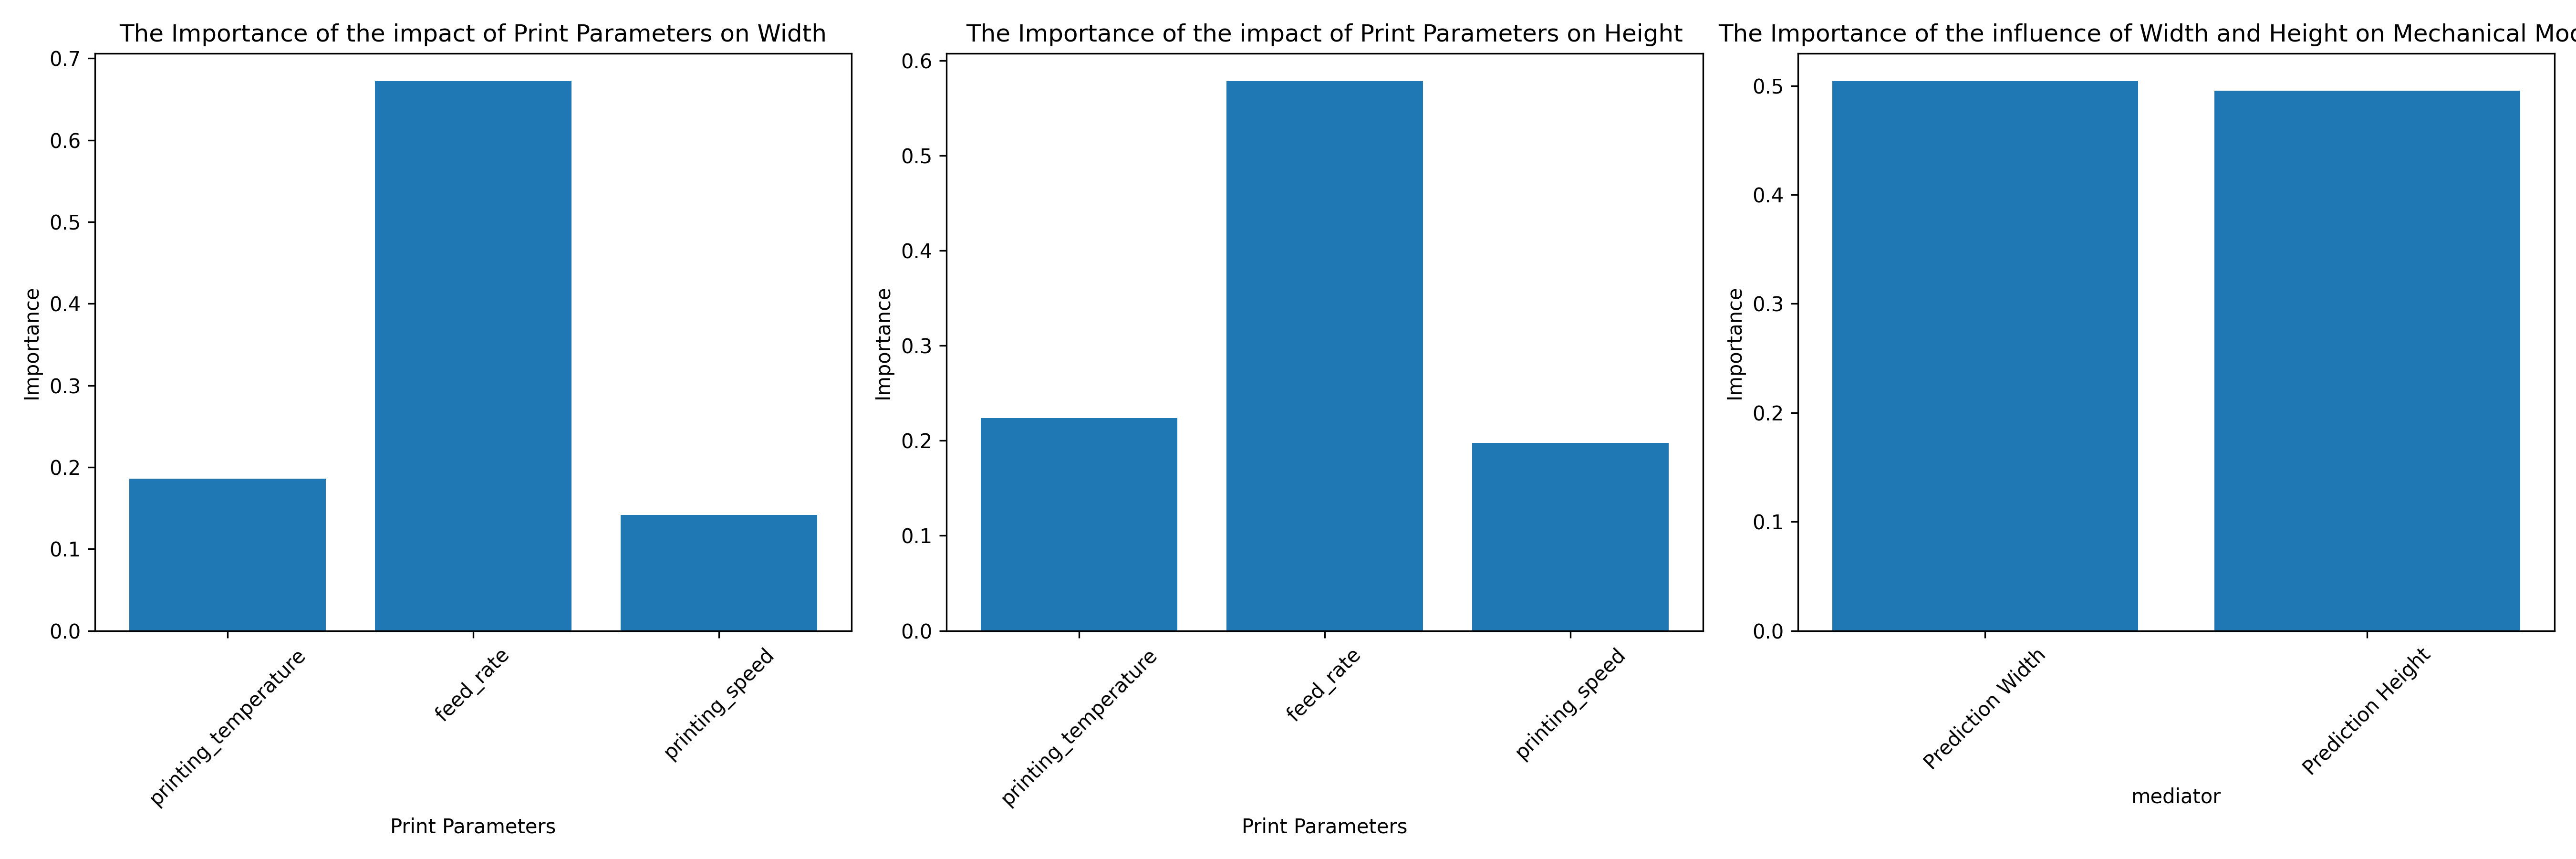 The Importance of the impact of Print Parameters on Width
0.7
0.6
0.5
0.4
0.3
0.2
0.1
0.0
Importance
printing_temperature
feed_rate
printing_speed
Print Parameters
The Importance of the impact of Print Parameters on Height
0.6
0.5
0.4
0.3
0.2
0.1
0.0
Importance
printing_temperature
feed_rate
printing_speed
Print Parameters
The Importance of the influence of Width and Height on Mechanical
0.5
0.4
0.3
0.2
0.1
0.0
Importance
Prediction Width
Prediction Height
mediator